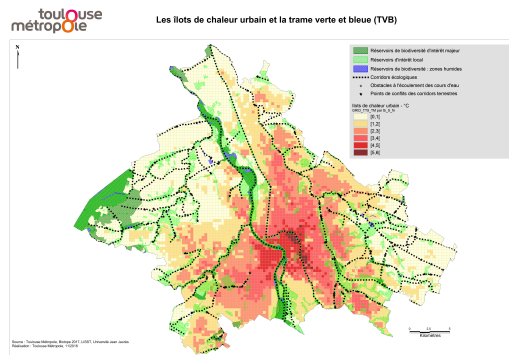 toulouse
métropole
Les îlots de chaleur urbain et la trame verte et bleue (TVB)
N
Réservoirs de biodiversité d'intérêt majeur
Réservoirs d'intérêt local
Réservoirs de biodiversité : zones humides
Corridors écologiques
Obstacles à l'écoulement des cours d'eau
Points de conflits des corridors terrestres
Ilots de chaleur urbain - °C
[0,1]
[1,2]
[2,3]
[3,4]
[4,5]
[5,6]
Kilomètres
Source : Toulouse Métropole, Biotope 2017, LISST, Université Jean Jaurès
Réalisation : Toulouse Métropole, 11/2018